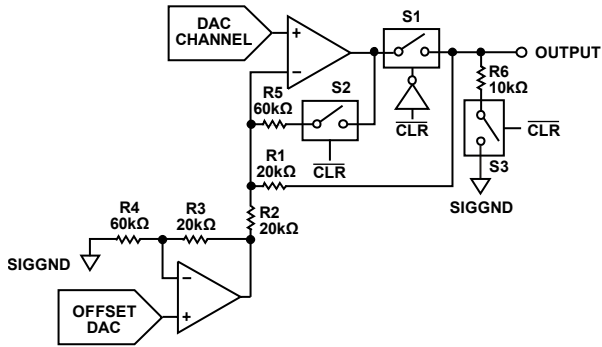 DAC
CHANNEL
+
−
S1
OUTPUT
R6
10kΩ
R5
60kΩ
S2
CLR
CLR
CLR
S3
R1
20kΩ
SIGGND
R4
60kΩ
R3
20kΩ
R2
20kΩ
SIGGND
−
+
OFFSET
DAC